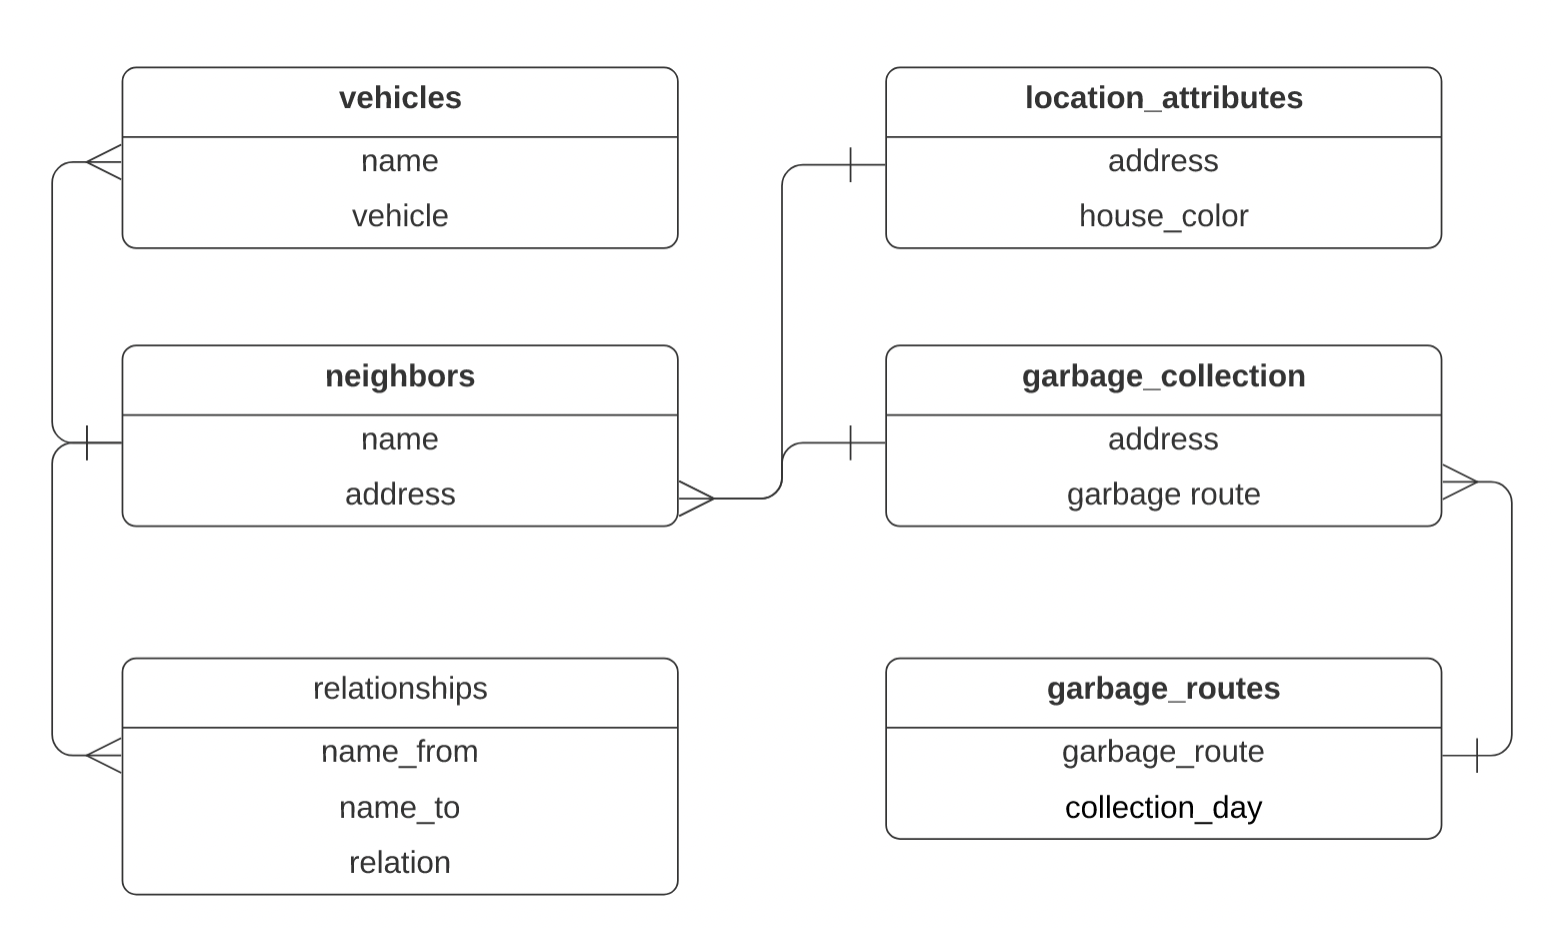 vehicles
name
vehicle
location_attributes
address
house_color
neighbors
name
address
garbage_collection
address
garbage route
relationships
name_from
name_to
relation
garbage_routes
garbage_route
collection_day